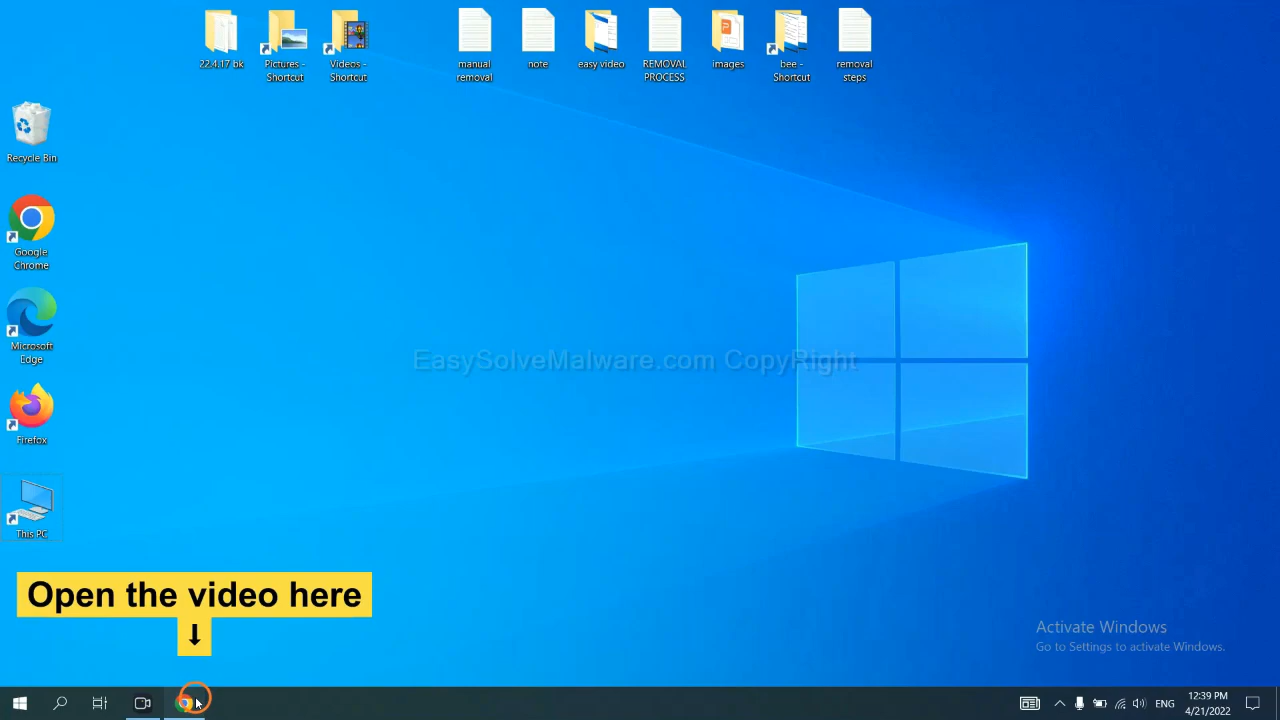 22.4.17 bk
Pictures -
Shortcut
Videos -
Shortcut
manual
removal
note
easy video
REMOVAL
PROCESS
images
bee -
Shortcut
removal
steps
Recycle Bin
Google
Chrome
Microsoft
Edge
Firefox
This PC
EasySolveMalware.com CopyRight
Open the video here
↓
Activate Windows
Go to Settings to activate Windows.
ENG
12:39 PM
4/21/2022